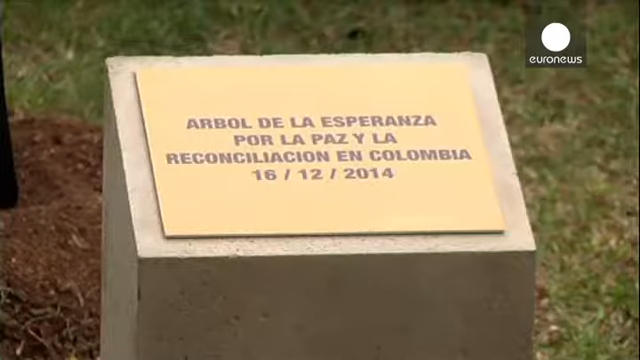 euronews
ARBOL DE LA ESPERANZA
POR LA PAZ Y LA
RECONCILIACION EN COLOMBIA
16 / 12 / 2014